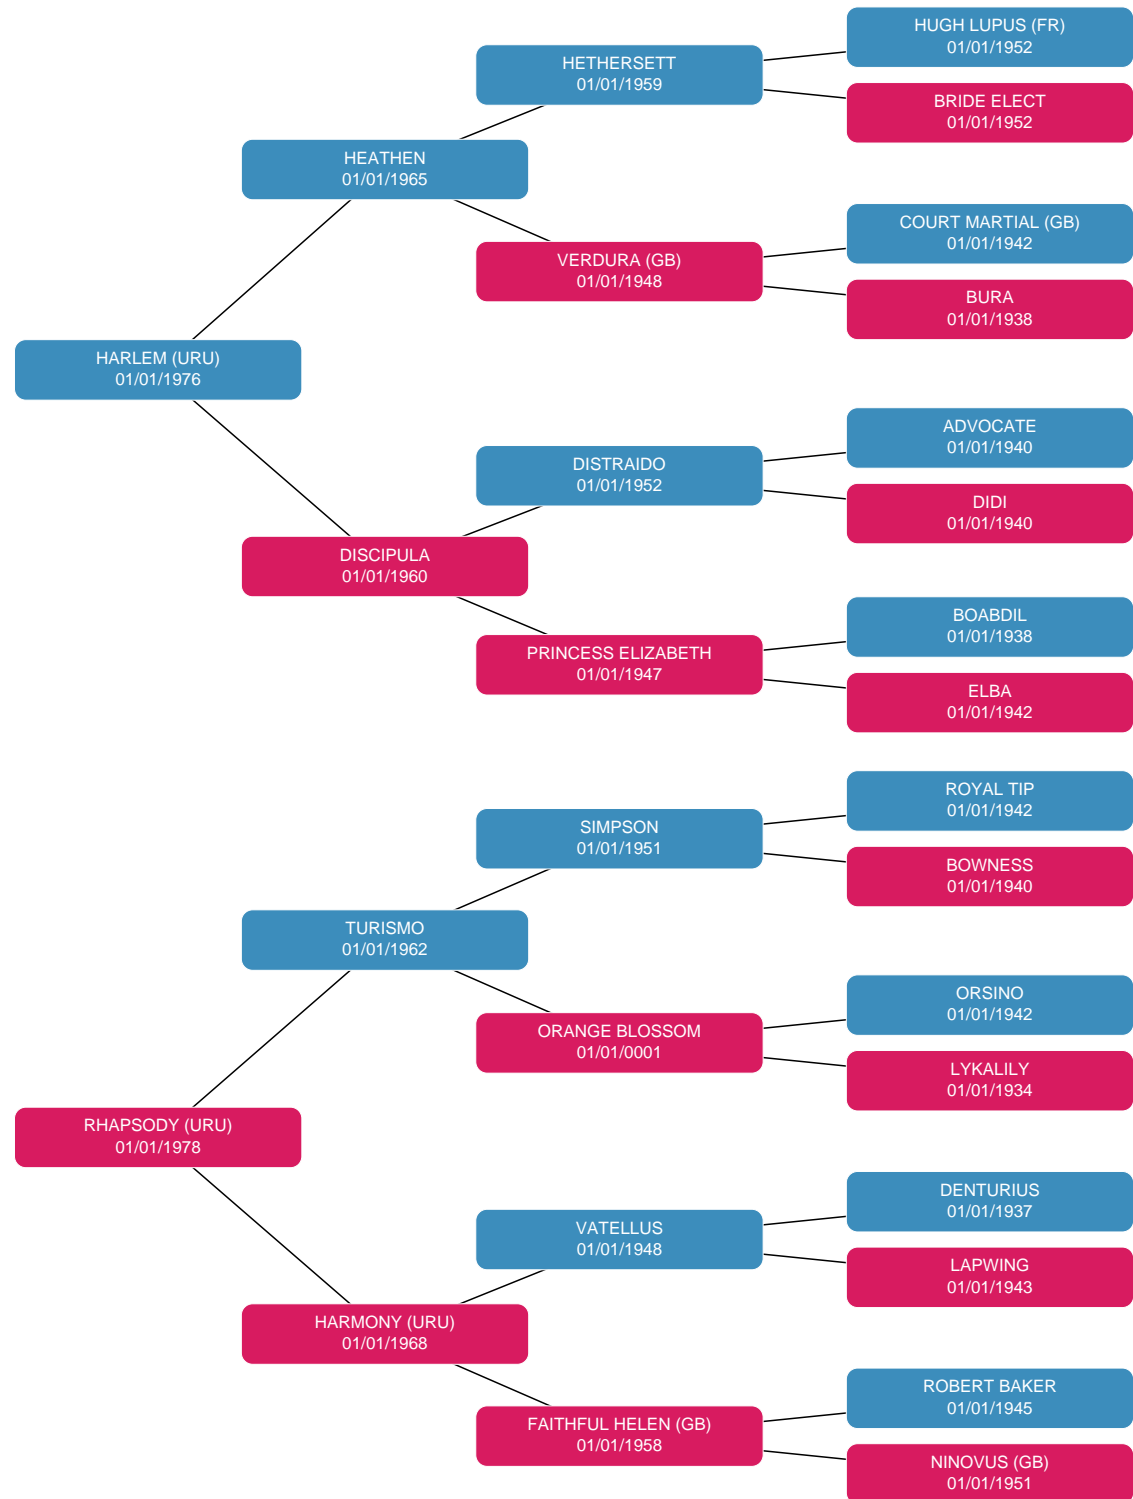 HUGH LUPUS (FR)
01/01/1952
HETHERSETT
01/01/1959
BRIDE ELECT
01/01/1952
HEATHEN
01/01/1965
COURT MARTIAL (GB)
01/01/1942
VERDURA (GB)
01/01/1948
BURA
01/01/1938
HARLEM (URU)
01/01/1976
ADVOCATE
01/01/1940
DISTRAIDO
01/01/1952
DIDI
01/01/1940
DISCIPULA
01/01/1960
BOABDIL
01/01/1938
PRINCESS ELIZABETH
01/01/1947
ELBA
01/01/1942
ROYAL TIP
01/01/1942
SIMPSON
01/01/1951
BOWNESS
01/01/1940
TURISMO
01/01/1962
ORSINO
01/01/1942
ORANGE BLOSSOM
01/01/0001
LYKALILY
01/01/1934
RHAPSODY (URU)
01/01/1978
DENTURIUS
01/01/1937
VATELLUS
01/01/1948
LAPWING
01/01/1943
HARMONY (URU)
01/01/1968
ROBERT BAKER
01/01/1945
FAITHFUL HELEN (GB)
01/01/1958
NINOVUS (GB)
01/01/1951